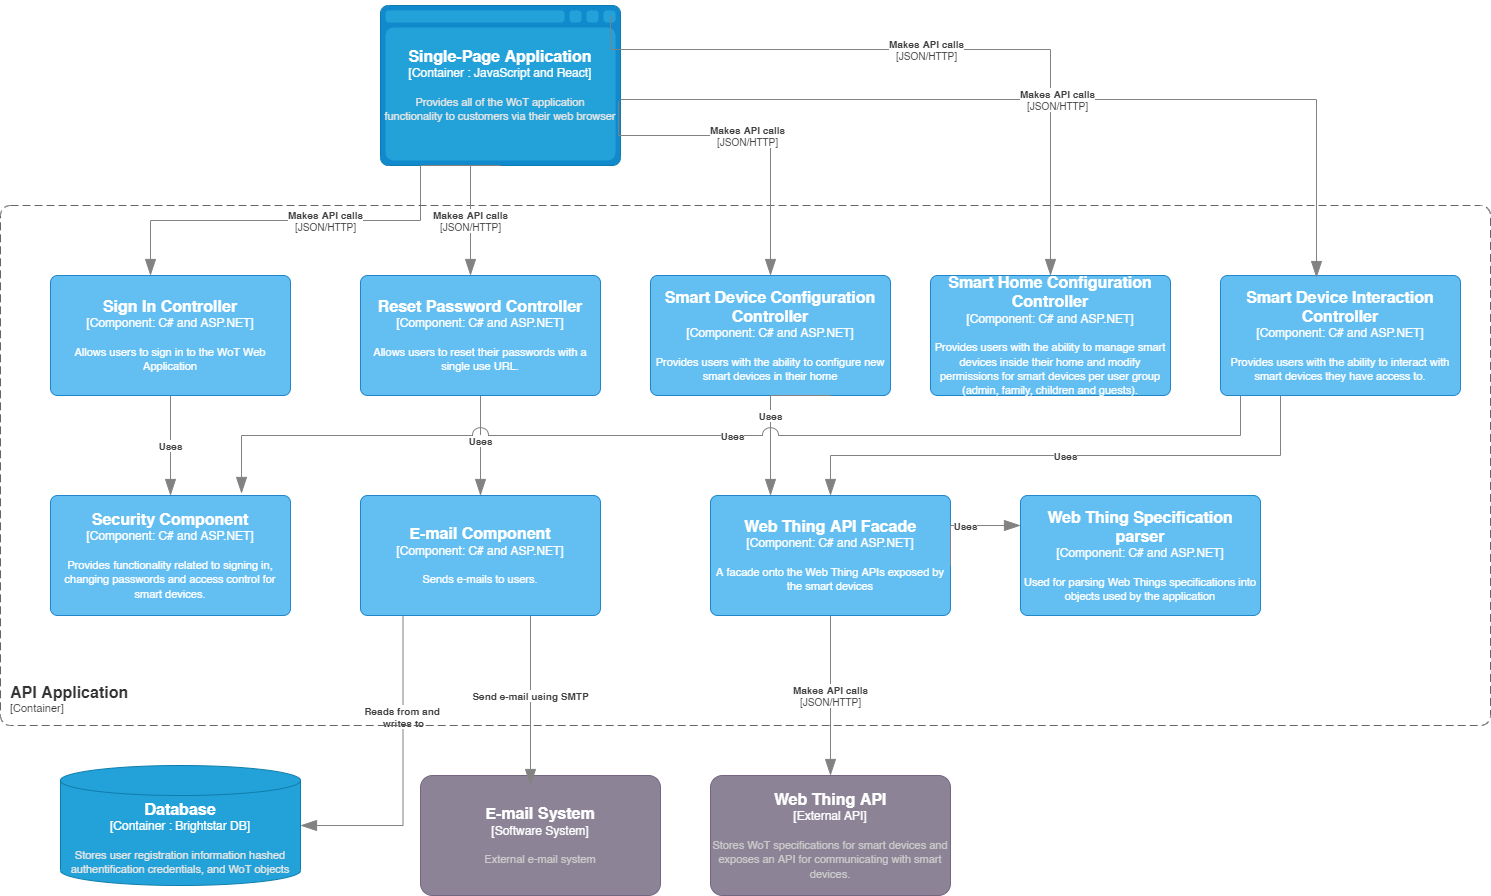 Single-Page Application
[Container : JavaScript and React]
Provides all of the WoT application
functionality to customers via their web browser
Makes API calls
[JSON/HTTP]
Makes API calls
[JSON/HTTP]
Makes API calls
[JSON/HTTP]
Makes API calls
[JSON/HTTP]
Makes API calls
[JSON/HTTP]
Sign In Controller
[Component: C# and ASP.NET]
Allows users to sign in to the WoT Web
Application
Reset Password Controller
[Component: C# and ASP.NET]
Allows users to reset their passwords with a
single use URL.
Smart Device Configuration
Controller
[Component: C# and ASP.NET]
Provides users with the ability to configure new
smart devices in their home
Smart Home Configuration
Controller
[Component: C# and ASP.NET]
Provides users with the ability to manage smart
devices inside their home and modify
permissions for smart devices per user group
(admin, family, children and guests).
Smart Device Interaction
Controller
[Component: C# and ASP.NET]
Provides users with the ability to interact with
smart devices they have access to.
Uses
Uses
Uses
Uses
Uses
Security Component
[Component: C# and ASP.NET]
Provides functionality related to signing in,
changing passwords and access control for
smart devices.
E-mail Component
[Component: C# and ASP.NET]
Sends e-mails to users.
Web Thing API Facade
[Component: C# and ASP.NET]
A facade onto the Web Thing APIs exposed by
the smart devices
Uses
Web Thing Specification
parser
[Component: C# and ASP.NET]
Used for parsing Web Things specifications into
objects used by the application
API Application
[Container]
Reads from and
writes to
Send e-mail using SMTP
Makes API calls
[JSON/HTTP]
Database
[Container : Brightstar DB]
Stores user registration information hashed
authentification credentials, and WoT objects
E-mail System
[Software System]
External e-mail system
Web Thing API
[External API]
Stores WoT specifications for smart devices and
exposes an API for communicating with smart
devices.